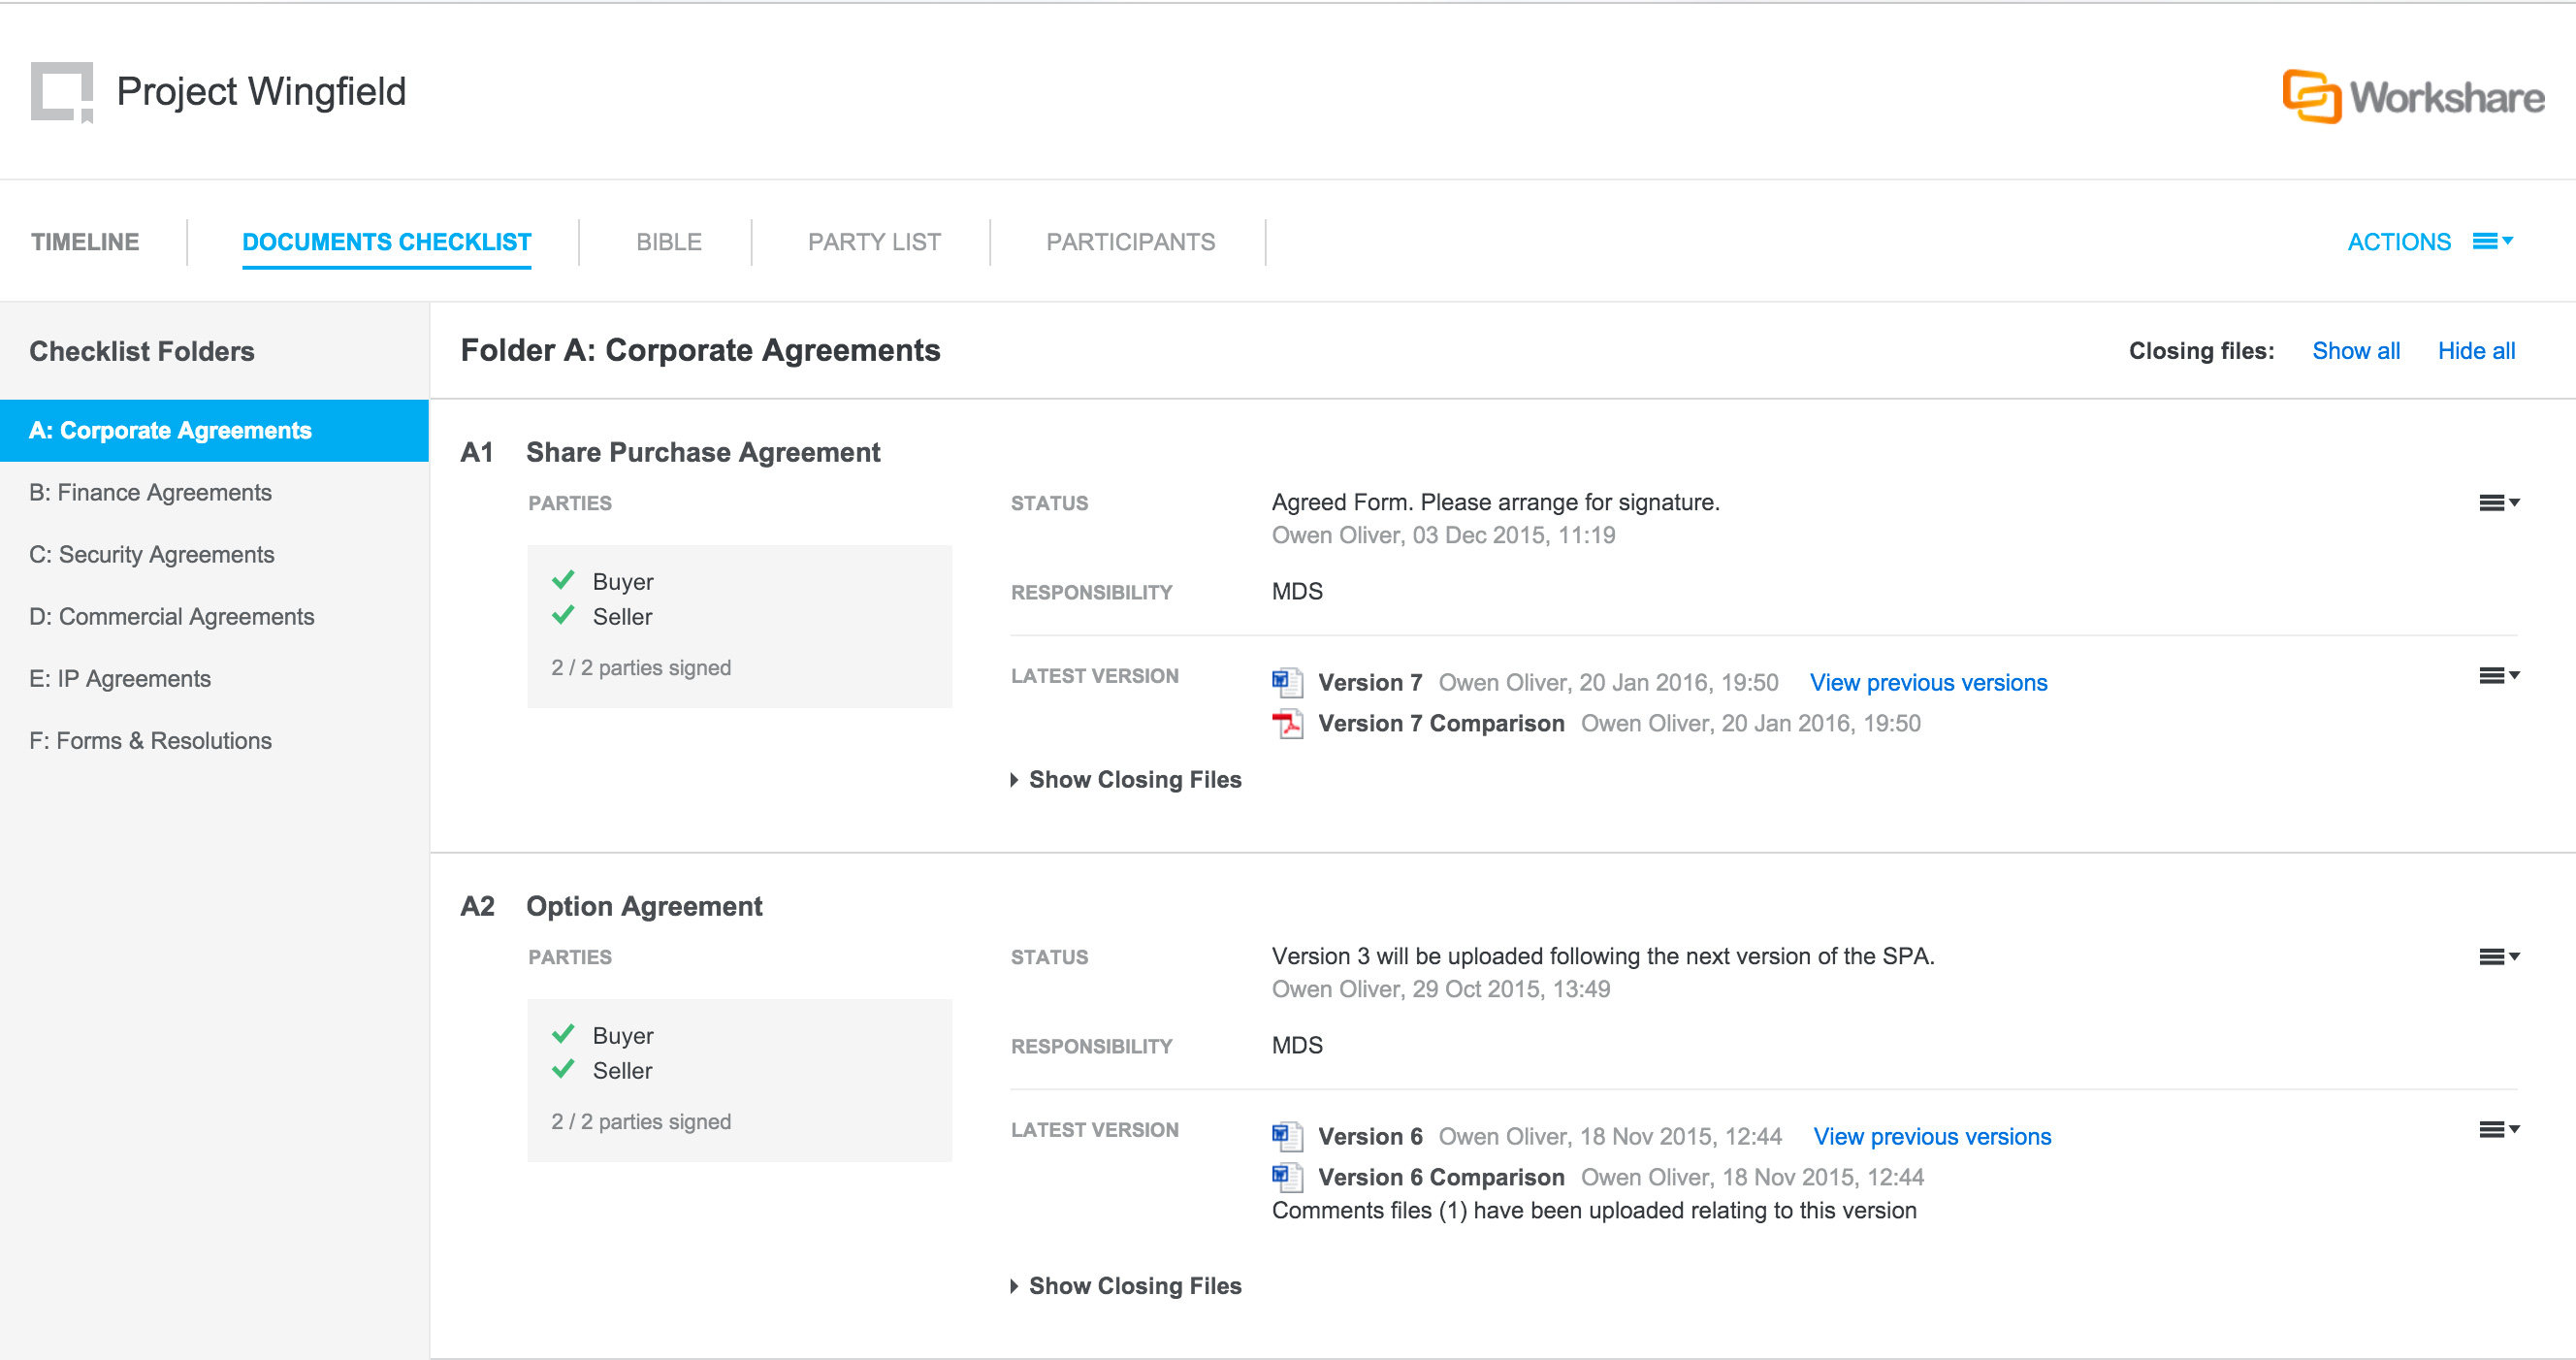 Project Wingfield
Workshare
TIMELINE
DOCUMENTS CHECKLIST
BIBLE
PARTY LIST
PARTICIPANTS
ACTIONS
Checklist Folders
A: Corporate Agreements
B: Finance Agreements
C: Security Agreements
D: Commercial Agreements
E: IP Agreements
F: Forms & Resolutions
Folder A: Corporate Agreements
Closing files: Show all Hide all
A1 Share Purchase Agreement
PARTIES
Buyer
Seller
2 / 2 parties signed
STATUS
Agreed Form. Please arrange for signature.
Owen Oliver, 03 Dec 2015, 11:19
RESPONSIBILITY
MDS
LATEST VERSION
Version 7 Owen Oliver, 20 Jan 2016, 19:50 View previous versions
Version 7 Comparison Owen Oliver, 20 Jan 2016, 19:50
Show Closing Files
A2 Option Agreement
PARTIES
Buyer
Seller
2 / 2 parties signed
STATUS
Version 3 will be uploaded following the next version of the SPA.
Owen Oliver, 29 Oct 2015, 13:49
RESPONSIBILITY
MDS
LATEST VERSION
Version 6 Owen Oliver, 18 Nov 2015, 12:44 View previous versions
Version 6 Comparison Owen Oliver, 18 Nov 2015, 12:44
Comments files (1) have been uploaded relating to this version
Show Closing Files